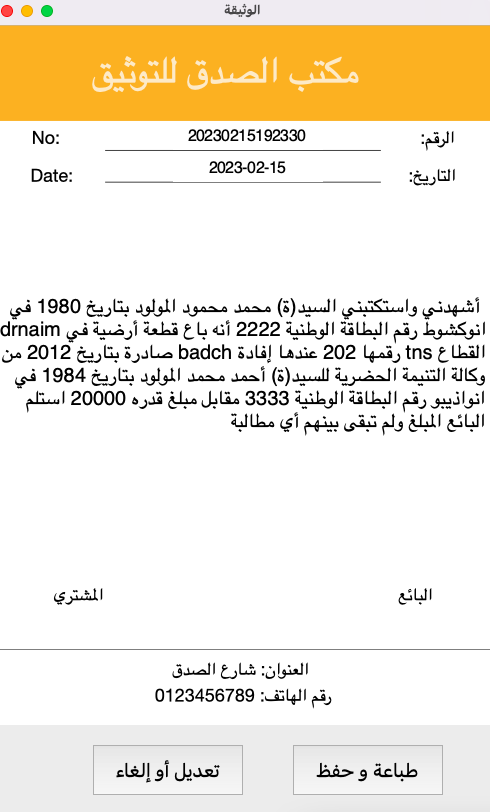 الوثيقة
مكتب الصدق للتوثيق
الرقم: 20230215192330 No:
التاريخ: 2023-02-15 Date:
أشهدني واستكتبني السيد(ة) محمد محمود المولود بتاريخ 1980 في
انوكشوط رقم البطاقة الوطنية 2222 أنه باع قطعة أرضية في drnaim
القطاع tns رقمها 202 عندها إفادة badch صادرة بتاريخ 2012 من
وكالة التنيمة الحضرية للسيد(ة) أحمد محمد المولود بتاريخ 1984 في
انواذيبو رقم البطاقة الوطنية 3333 مقابل مبلغ قدره 20000 استلم
البائع المبلغ ولم تبقى بينهم أي مطالبة
البائع المشتري
العنوان: شارع الصدق
رقم الهاتف: 0123456789
طباعة و حفظ تعديل أو إلغاء